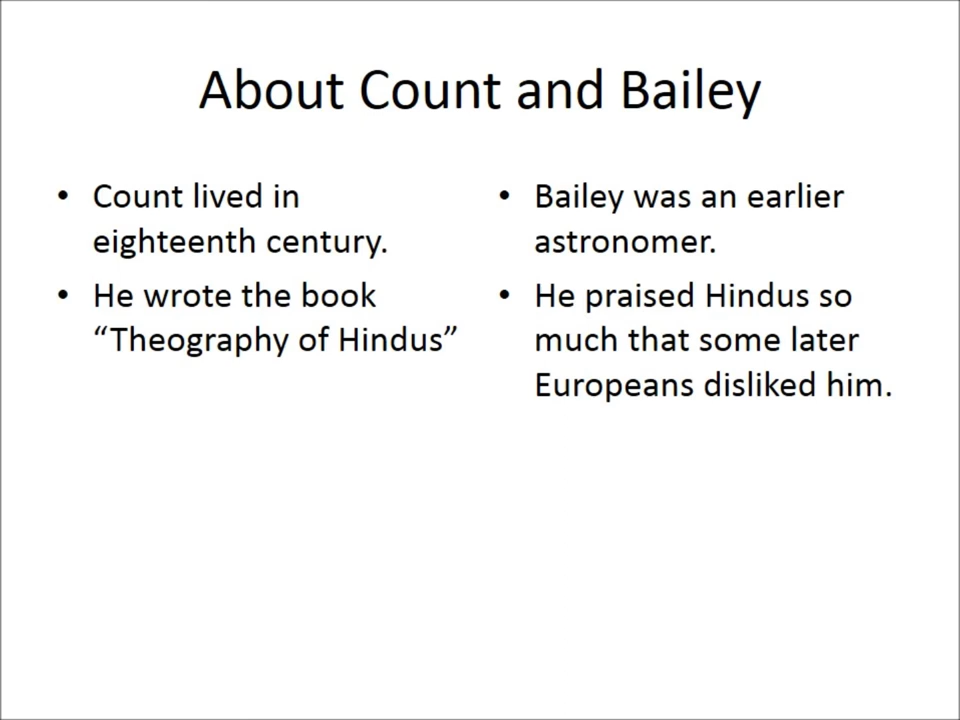 About Count and Bailey
• Count lived in
eighteenth century.
• He wrote the book
“Theography of Hindus”
• Bailey was an earlier
astronomer.
• He praised Hindus so
much that some later
Europeans disliked him.